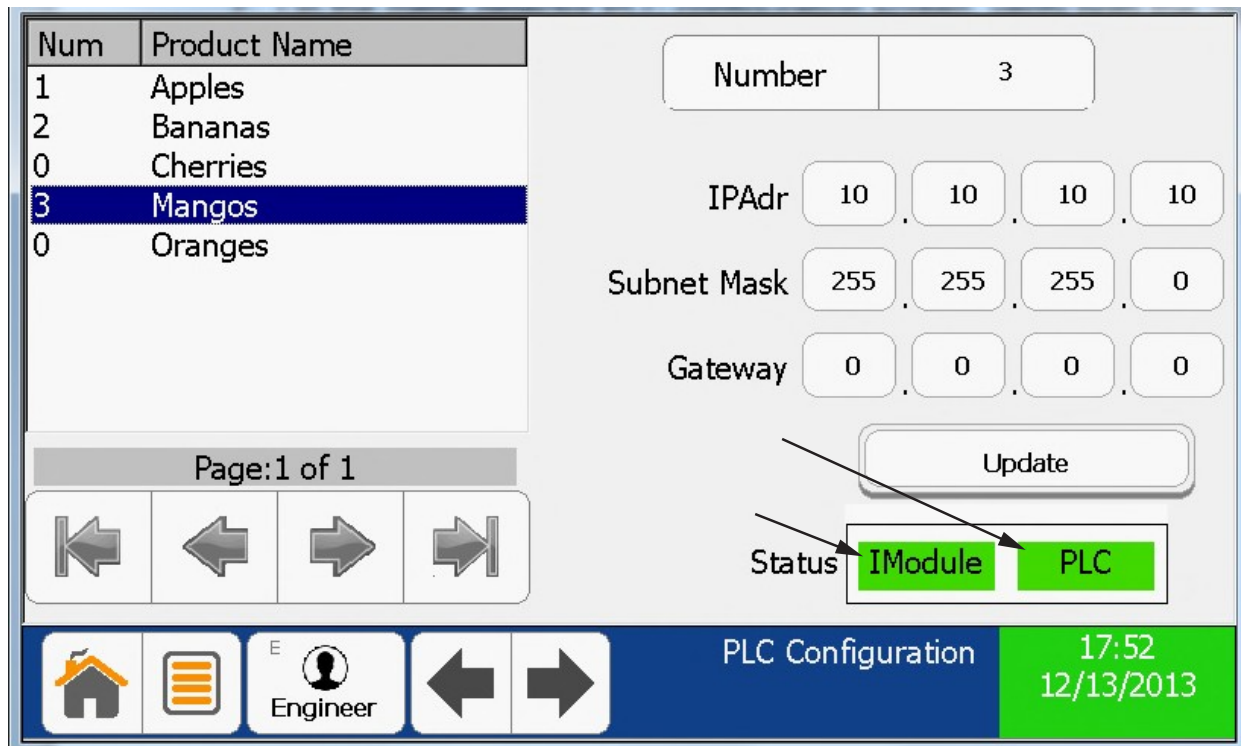 Num Product Name
1 Apples
2 Bananas
0 Cherries
3 Mangos
0 Oranges
Page:1 of 1
Number 3
IPAdr 10 . 10 . 10 . 10
Subnet Mask 255 . 255 . 255 . 0
Gateway 0 . 0 . 0 . 0
Update
Status IModule PLC
E
Engineer
PLC Configuration
17:52
12/13/2013